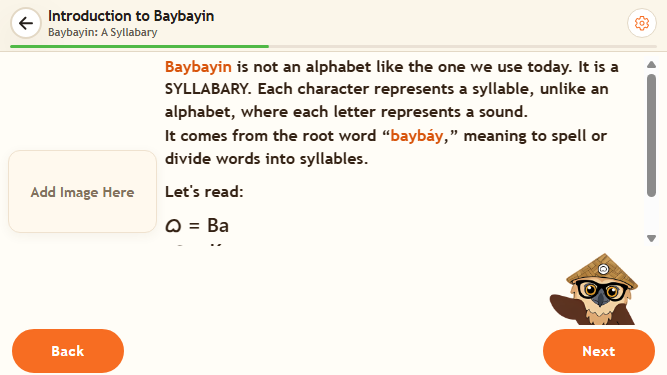 Introduction to Baybayin
Baybayin: A Syllabary
Baybayin is not an alphabet like the one we use today. It is a
SYLLABARY. Each character represents a syllable, unlike an
alphabet, where each letter represents a sound.
It comes from the root word “baybáy,” meaning to spell or
divide words into syllables.
Add Image Here
Let's read:
ᜊ = Ba
Back
Next